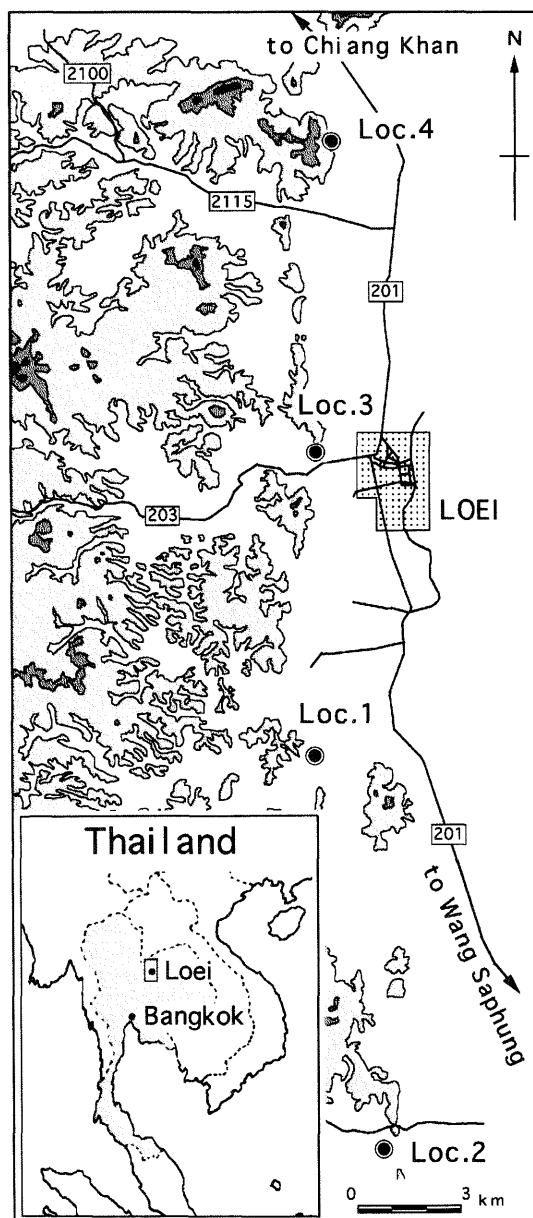 to Chiang Khan
N
2100
Loc.4
2115
201
Loc.3
LOEI
203
Loc.1
201
to Wang Saphung
Thailand
Loei
Bangkok
Loc.2
0 3
km